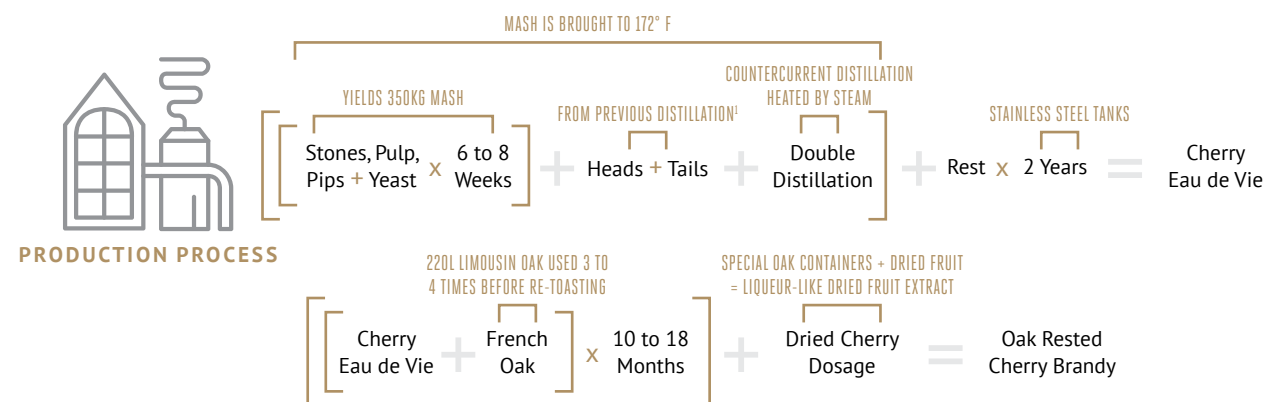 MASH IS BROUGHT TO 172° F
COUNTERCURRENT DISTILLATION
HEATED BY STEAM
YIELDS 350KG MASH
FROM PREVIOUS DISTILLATION¹
STAINLESS STEEL TANKS
Stones, Pulp, x 6 to 8 + Heads + Tails + Double + Rest x 2 Years = Cherry
Pips + Yeast Weeks Distillation Eau de Vie
PRODUCTION PROCESS
220L LIMOUSIN OAK USED 3 TO
4 TIMES BEFORE RE-TOASTING
SPECIAL OAK CONTAINERS + DRIED FRUIT
= LIQUEUR-LIKE DRIED FRUIT EXTRACT
Cherry + French x 10 to 18 + Dried Cherry = Oak Rested
Eau de Vie Oak Months Dosage Cherry Brandy